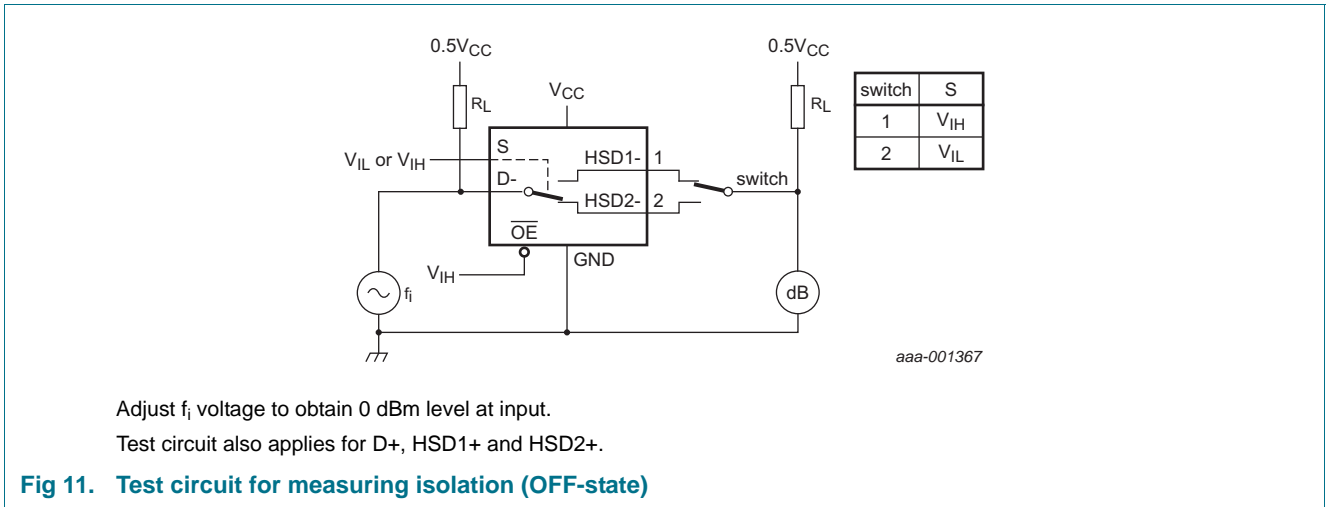 0.5VCC
0.5VCC
RL
VCC
RL
switch S
1 VIH
2 VIL
VIL or VIH
S
HSD1- 1
D-
switch
HSD2- 2
OE
GND
VIH
fi
dB
aaa-001367
Adjust fi voltage to obtain 0 dBm level at input.
Test circuit also applies for D+, HSD1+ and HSD2+.
Fig 11. Test circuit for measuring isolation (OFF-state)